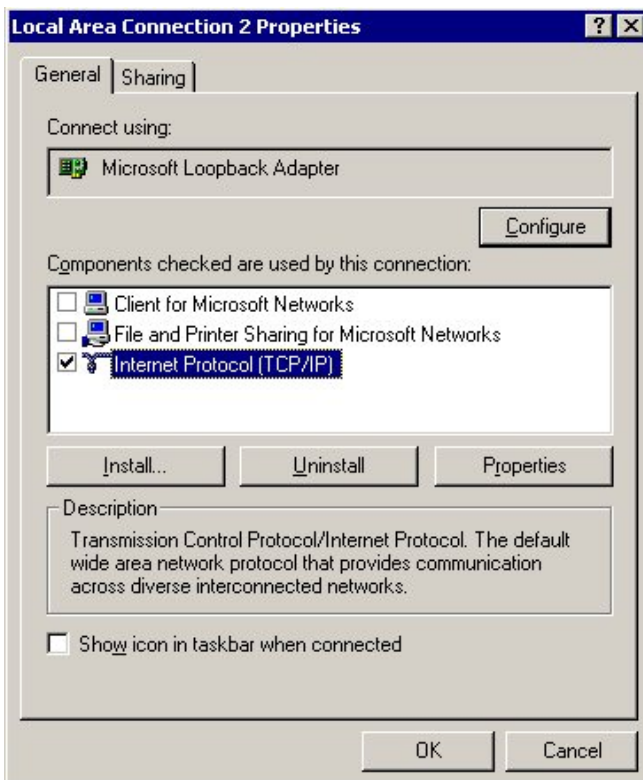 Local Area Connection 2 Properties
General Sharing
Connect using:
Microsoft Loopback Adapter
Configure
Components checked are used by this connection:
Client for Microsoft Networks
File and Printer Sharing for Microsoft Networks
Internet Protocol (TCP/IP)
Install... Uninstall Properties
Description
Transmission Control Protocol/Internet Protocol. The default
wide area network protocol that provides communication
across diverse interconnected networks.
Show icon in taskbar when connected
OK Cancel